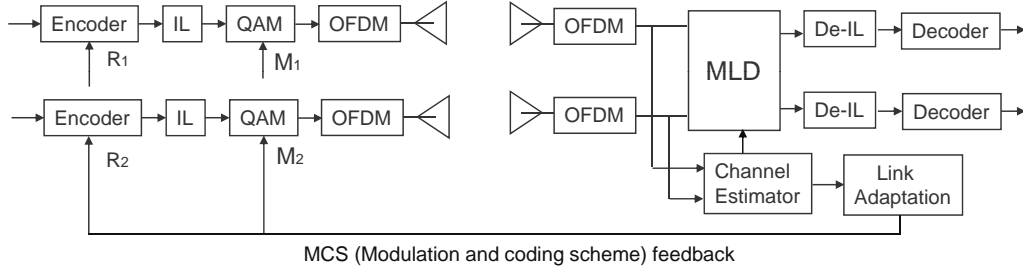 Encoder IL QAM OFDM OFDM De-IL Decoder
R1 M1 MLD
Encoder IL QAM OFDM OFDM De-IL Decoder
R2 M2
Channel Estimator
Link Adaptation
MCS (Modulation and coding scheme) feedback